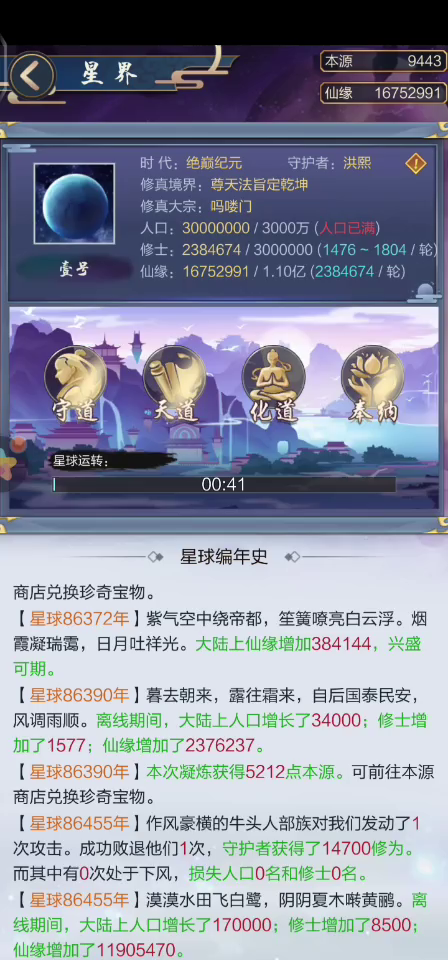 星界
本源 9443
仙缘 16752991
时代：绝巅纪元 守护者：洪熙
修真境界：尊天法旨定乾坤
修真大宗：吗喽门
人口：30000000 / 3000万 (人口已满)
修士：2384674 / 3000000 (1476 ~ 1804 / 轮)
仙缘：16752991 / 1.10亿 (2384674 / 轮)
壹号
守道 天道 化道 奉纳
星球运转：
00:41
星球编年史
商店兑换珍奇宝物。
【星球86372年】紫气空中绕帝都，笙簧嘹亮白云浮。烟
霞凝瑞霭，日月吐祥光。大陆上仙缘增加384144，兴盛
可期。
【星球86390年】暮去朝来，露往霜来，自后国泰民安，
风调雨顺。离线期间，大陆上人口增长了34000；修士增
加了1577；仙缘增加了2376237。
【星球86390年】本次凝炼获得5212点本源。可前往本源
商店兑换珍奇宝物。
【星球86455年】作风豪横的牛头人部族对我们发动了1
次攻击。成功败退他们1次，守护者获得了14700修为。
而其中有0次处于下风，损失人口0名和修士0名。
【星球86455年】漠漠水田飞白鹭，阴阴夏木啭黄鹂。离
线期间，大陆上人口增长了170000；修士增加了8500；
仙缘增加了11905470。